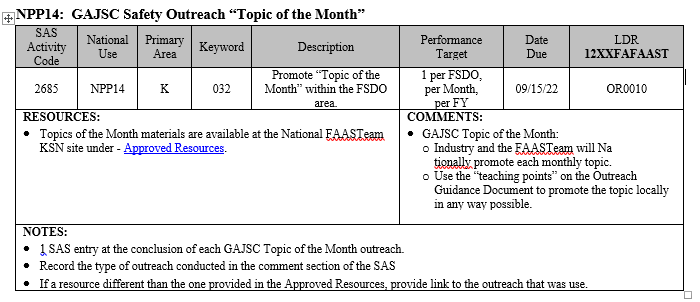 NPP14: GAJSC Safety Outreach “Topic of the Month”
SAS
Activity
Code
National
Use
Primary
Area
Keyword
Description
Performance
Target
Date
Due
LDR
12XXFAFAAST
2685
NPP14
K
032
Promote “Topic of the
Month” within the FSDO
area.
1 per FSDO,
per Month,
per FY
09/15/22
OR0010
RESOURCES:
• Topics of the Month materials are available at the National FAASTeam
KSN site under - Approved Resources.
COMMENTS:
• GAJSC Topic of the Month:
o Industry and the FAASTeam will Na
tionally promote each monthly topic.
o Use the “teaching points” on the Outreach
Guidance Document to promote the topic locally
in any way possible.
NOTES:
• 1 SAS entry at the conclusion of each GAJSC Topic of the Month outreach.
• Record the type of outreach conducted in the comment section of the SAS
• If a resource different than the one provided in the Approved Resources, provide link to the outreach that was use.